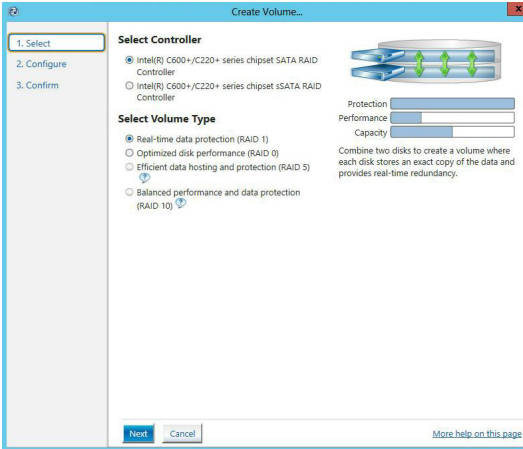 Create Volume...
x
1. Select
2. Configure
3. Confirm
Select Controller
Intel(R) C600+/C220+ series chipset SATA RAID
Controller
Intel(R) C600+/C220+ series chipset sSATA RAID
Controller
Select Volume Type
Real-time data protection (RAID 1)
Optimized disk performance (RAID 0)
Efficient data hosting and protection (RAID 5)
?
Balanced performance and data protection
(RAID 10) ?
Protection
Performance
Capacity
Combine two disks to create a volume where
each disk stores an exact copy of the data and
provides real-time redundancy.
Next
Cancel
More help on this page